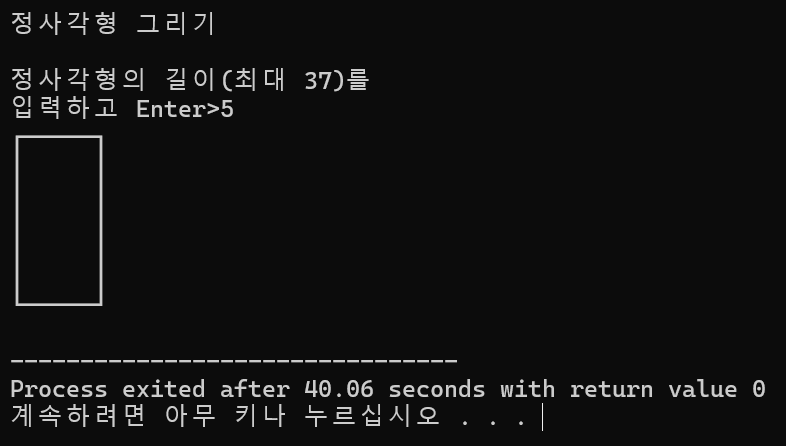 정사각형 그리기
정사각형의 길이(최대 37)를
입력하고 Enter>5
--------------------------------
Process exited after 40.06 seconds with return value 0
계속하려면 아무 키나 누르십시오 . . .